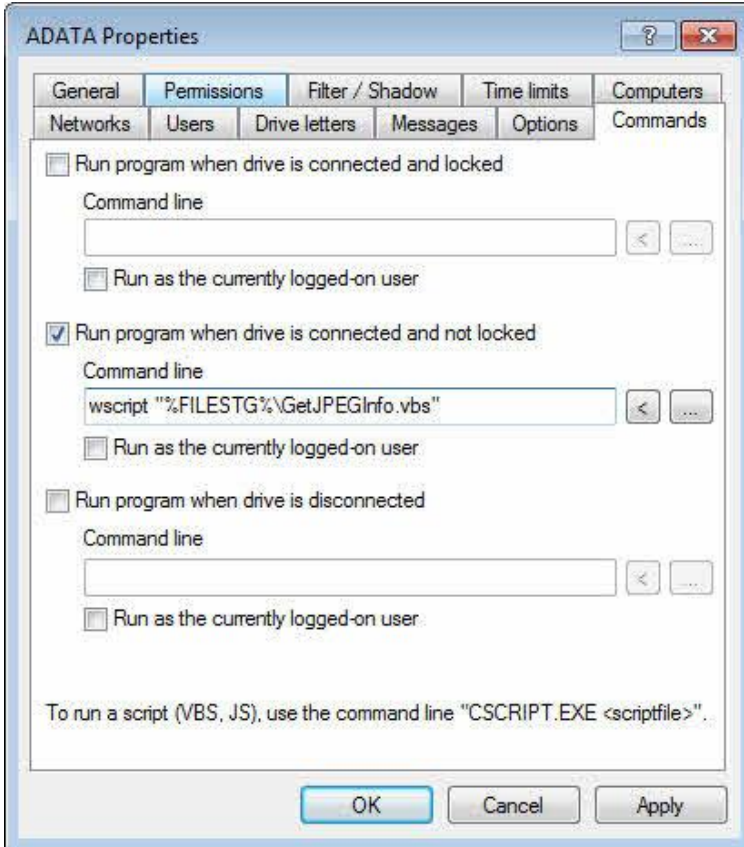 ADATA Properties
General Permissions Filter / Shadow Time limits Computers
Networks Users Drive letters Messages Options Commands
Run program when drive is connected and locked
Command line
< ...
Run as the currently logged-on user
Run program when drive is connected and not locked
Command line
wscript "%FILESTG%\GetJPEGInfo.vbs"
< ...
Run as the currently logged-on user
Run program when drive is disconnected
Command line
< ...
Run as the currently logged-on user
To run a script (VBS, JS), use the command line "CSCRIPT.EXE <scriptfile>".
OK Cancel Apply